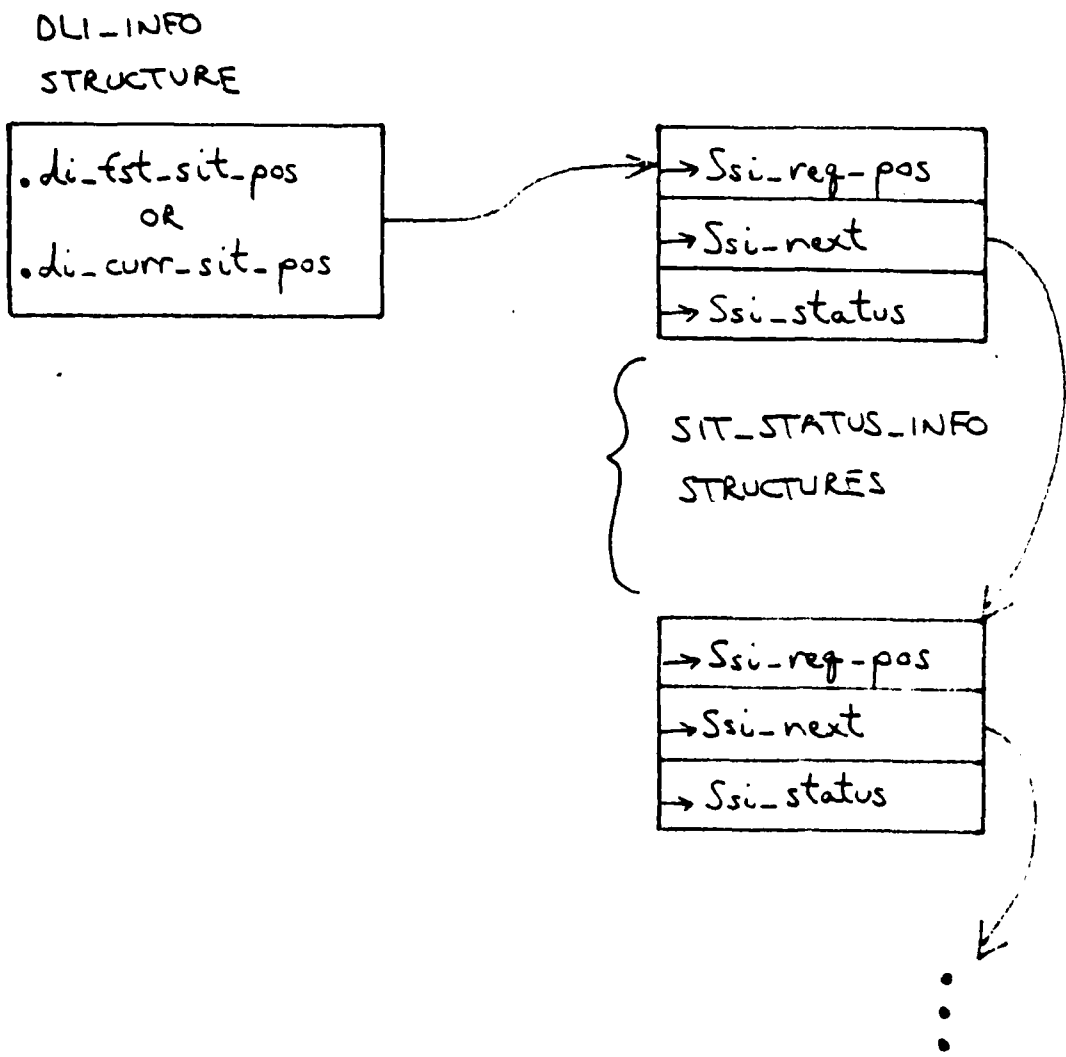 DLI_INFO
STRUCTURE
.di_fst_sit_pos
OR
.di_curr_sit_pos
→Ssi_req_pos
→Ssi_next
→Ssi_status
SIT_STATUS_INFO
STRUCTURES
→Ssi_req_pos
→Ssi_next
→Ssi_status